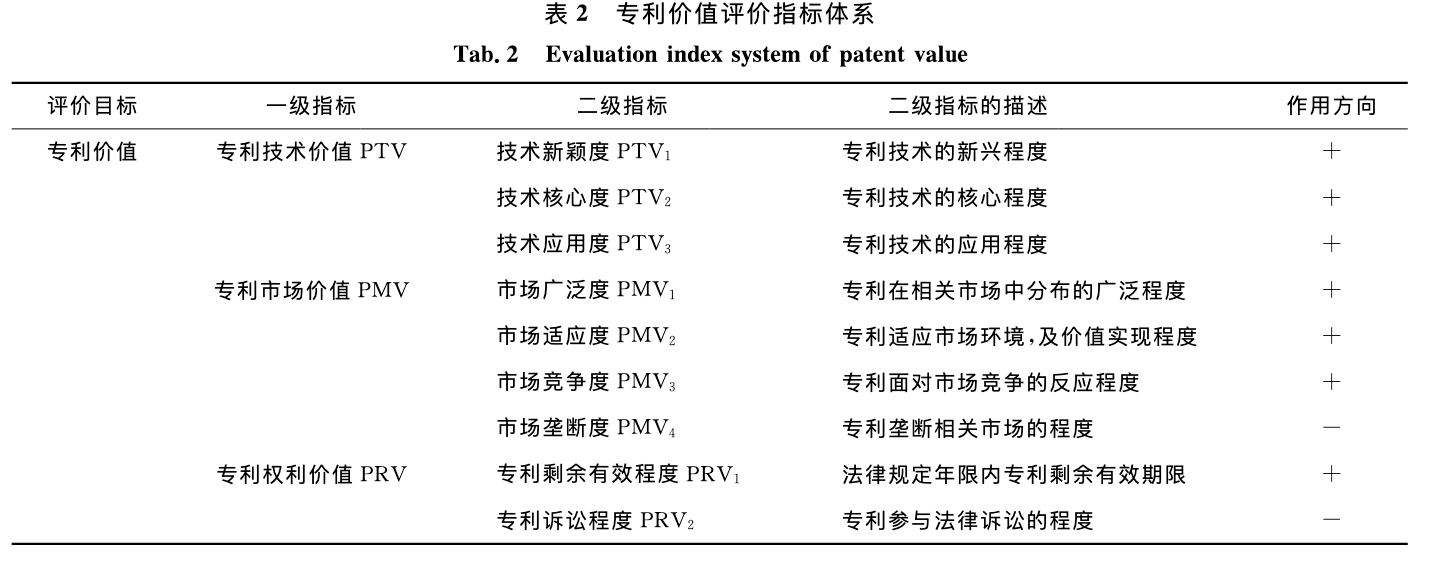 表 2 专利价值评价指标体系
Tab. 2 Evaluation index system of patent value
评价目标 一级指标 二级指标 二级指标的描述 作用方向
专利价值 专利技术价值 PTV 技术新颖度 PTV₁ 专利技术的新兴程度 +
技术核心度 PTV₂ 专利技术的核心程度 +
技术应用度 PTV₃ 专利技术的应用程度 +
专利市场价值 PMV 市场广泛度 PMV₁ 专利在相关市场中分布的广泛程度 +
市场适应度 PMV₂ 专利适应市场环境,及价值实现程度 +
市场竞争度 PMV₃ 专利面对市场竞争的反应程度 +
市场垄断度 PMV₄ 专利垄断相关市场的程度 −
专利权利价值 PRV 专利剩余有效程度 PRV₁ 法律规定年限内专利剩余有效期限 +
专利诉讼程度 PRV₂ 专利参与法律诉讼的程度 −